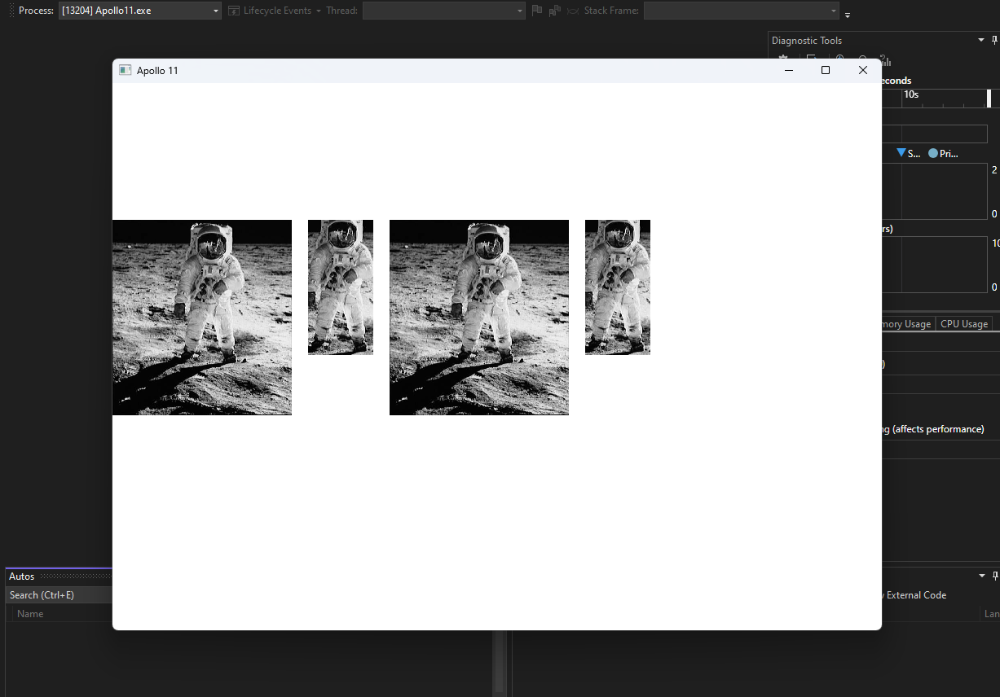 Process: [13204] Apollo11.exe Lifecycle Events Thread: Stack Frame:
Diagnostic Tools
Apollo 11
econds
10s
S... Pri...
2
0
rs)
10
0
mory Usage CPU Usage
)
ng (affects performance)
Autos
Search (Ctrl+E)
External Code
Name
Lan